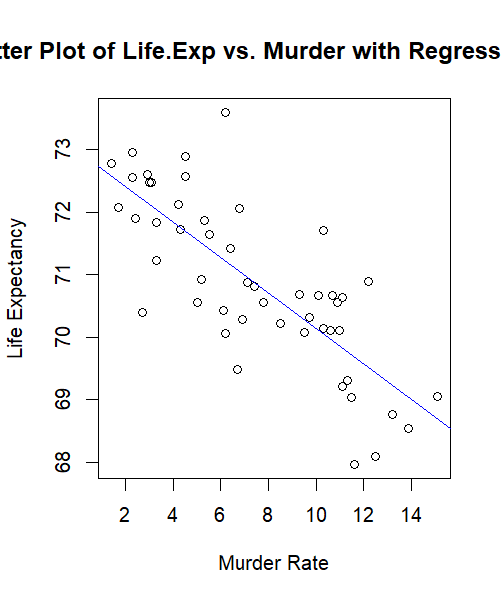 tter Plot of Life.Exp vs. Murder with Regress
73
72
71
70
69
68
Life Expectancy
2 4 6 8 10 12 14
Murder Rate